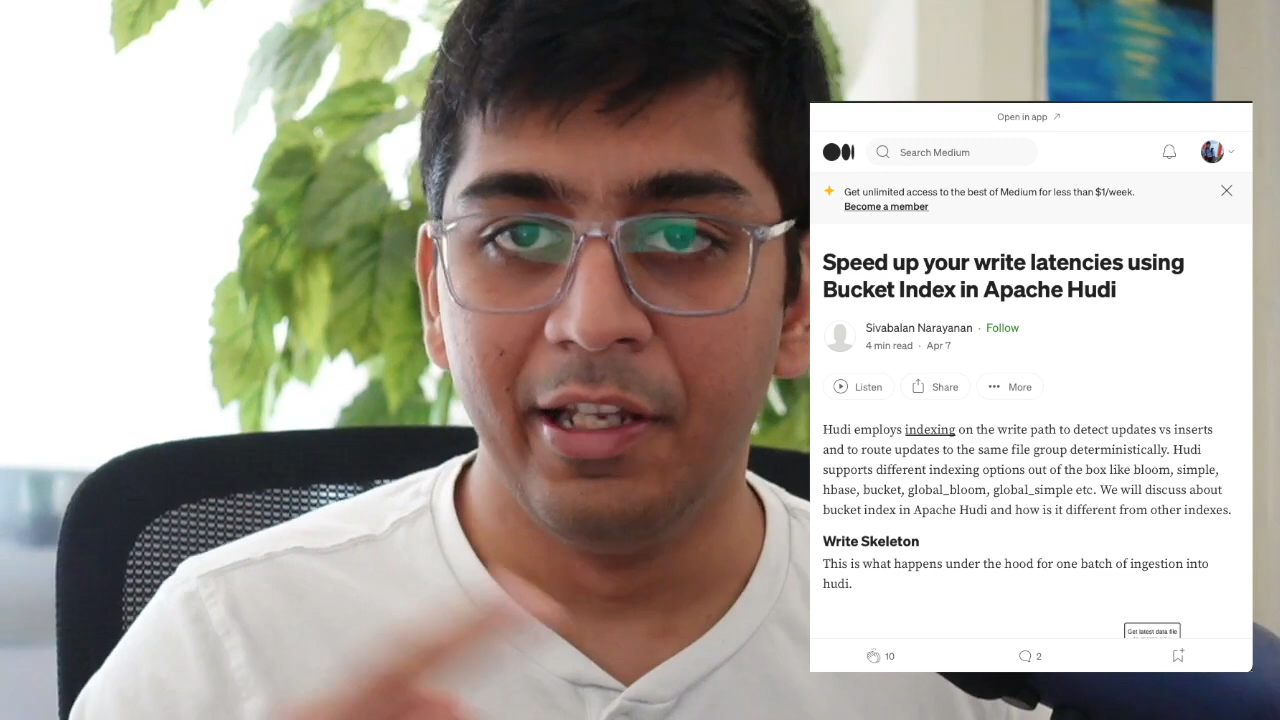 Open in app
Search Medium
Get unlimited access to the best of Medium for less than $1/week.
Become a member
Speed up your write latencies using
Bucket Index in Apache Hudi
Sivabalan Narayanan · Follow
4 min read · Apr 7
Listen
Share
More
Hudi employs indexing on the write path to detect updates vs inserts
and to route updates to the same file group deterministically. Hudi
supports different indexing options out of the box like bloom, simple,
hbase, bucket, global_bloom, global_simple etc. We will discuss about
bucket index in Apache Hudi and how is it different from other indexes.
Write Skeleton
This is what happens under the hood for one batch of ingestion into
hudi.
Get latest data file
10
2